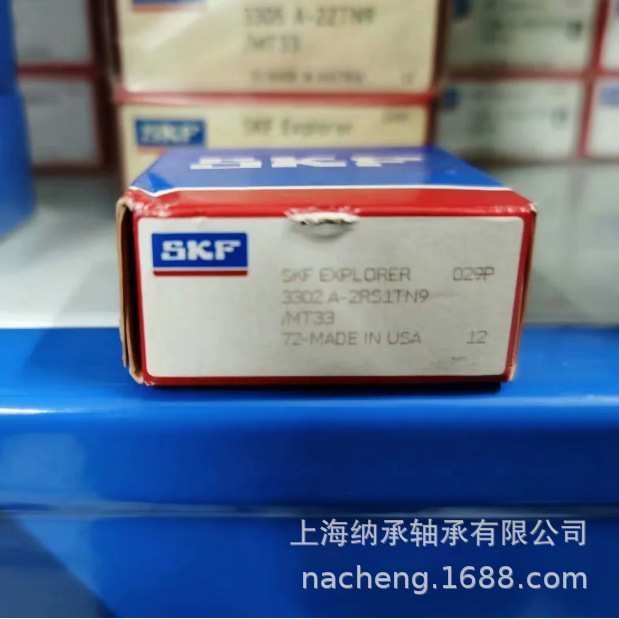 3305 A-2ZTN9
/MT33
SKF
SKF Explorer
SKF
SKF
SKF EXPLORER 029P
3302 A-2RS1TN9
/MT33
72-MADE IN USA 12
上海纳承轴承有限公司
nacheng.1688.com